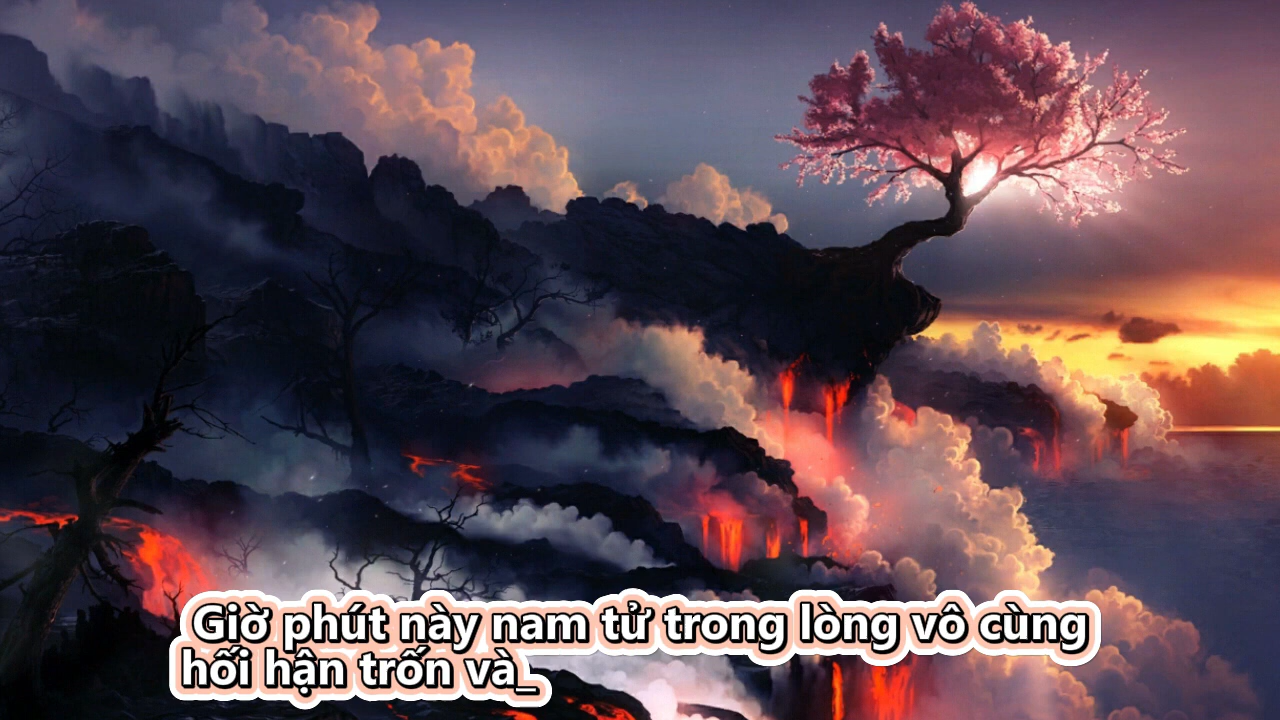 Giờ phút này nam tử trong lòng vô cùng
hối hận trốn và_